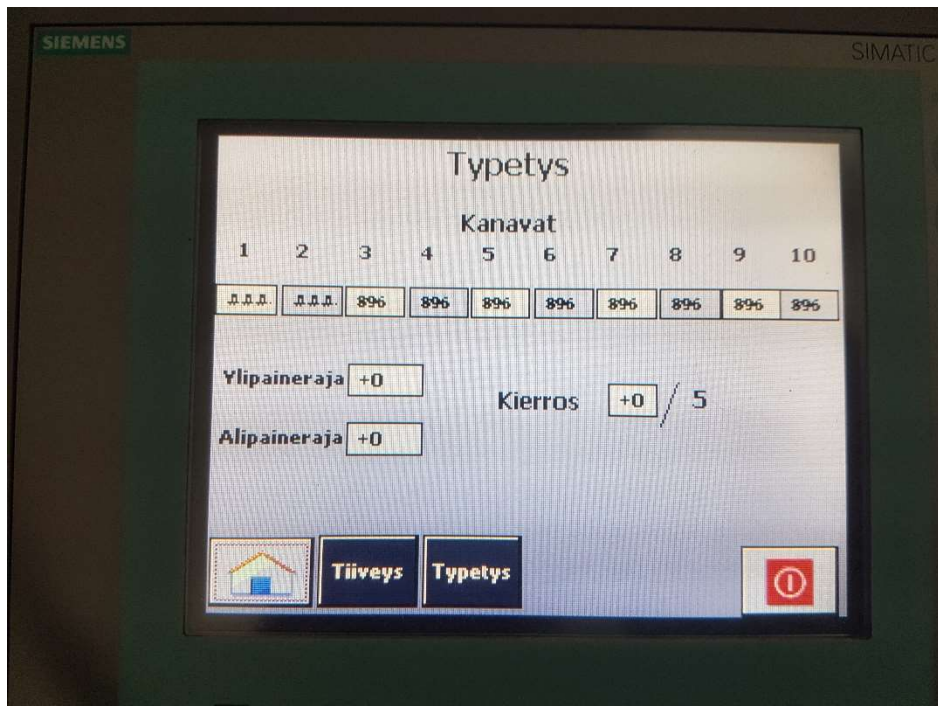 SIEMENS
SIMATIC
Typetys
Kanavat
1 2 3 4 5 6 7 8 9 10
896 896 896 896 896 896 896 896
Ylipaineraja +0
Kierros +0 / 5
Alipaineraja +0
Tiiveys Typetys